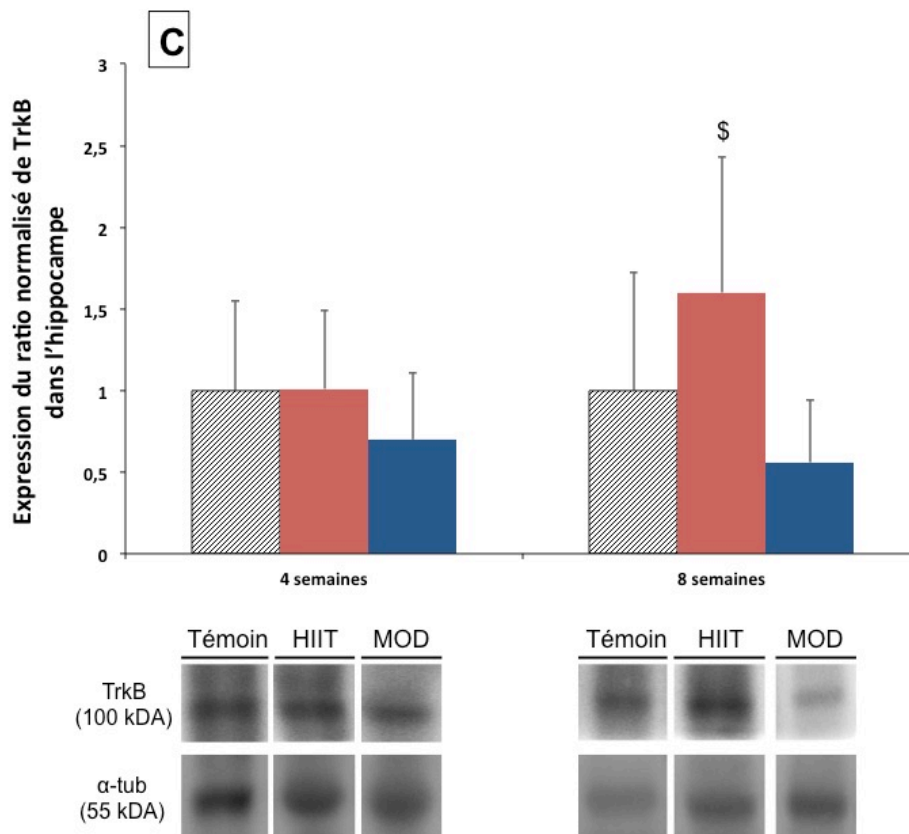 C
Expression du ratio normalisé de TrkB
dans l'hippocampe
3
2,5
2
1,5
1
0,5
0
$
4 semaines
8 semaines
Témoin HIIT MOD
Témoin HIIT MOD
TrkB
(100 kDA)
α-tub
(55 kDA)